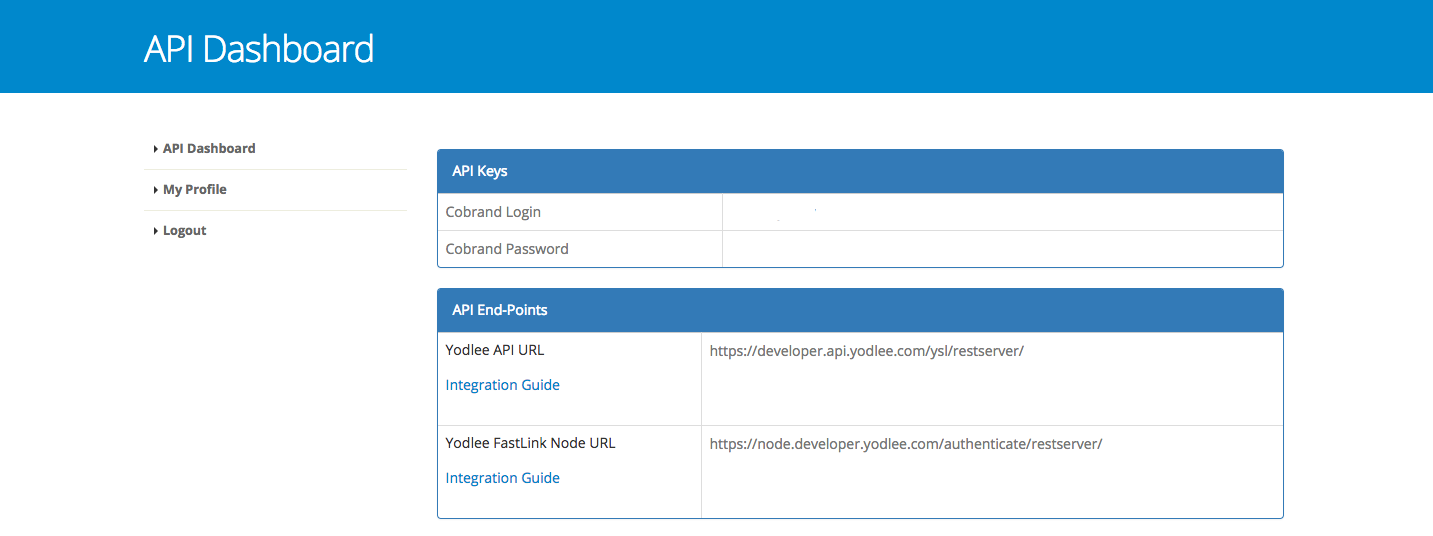 API Dashboard
API Dashboard
My Profile
Logout
API Keys
Cobrand Login
Cobrand Password
API End-Points
Yodlee API URL
https://developer.api.yodlee.com/ysl/restserver/
Integration Guide
Yodlee FastLink Node URL
https://node.developer.yodlee.com/authenticate/restserver/
Integration Guide